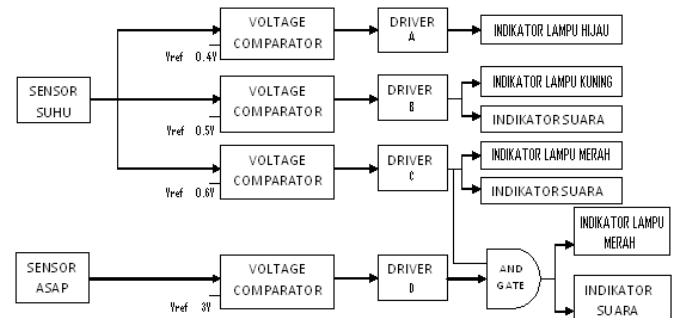 VOLTAGE
COMPARATOR
DRIVER
A
INDIKATOR LAMPU HIJAU
Vref 0.4V
SENSOR
SUHU
VOLTAGE
COMPARATOR
DRIVER
B
INDIKATOR LAMPU KUNING
INDIKATOR SUARA
Vref 0.5V
VOLTAGE
COMPARATOR
DRIVER
C
INDIKATOR LAMPU MERAH
INDIKATOR SUARA
Vref 0.6V
SENSOR
ASAP
VOLTAGE
COMPARATOR
DRIVER
D
AND
GATE
INDIKATOR LAMPU
MERAH
INDIKATOR
SUARA
Vref 3V